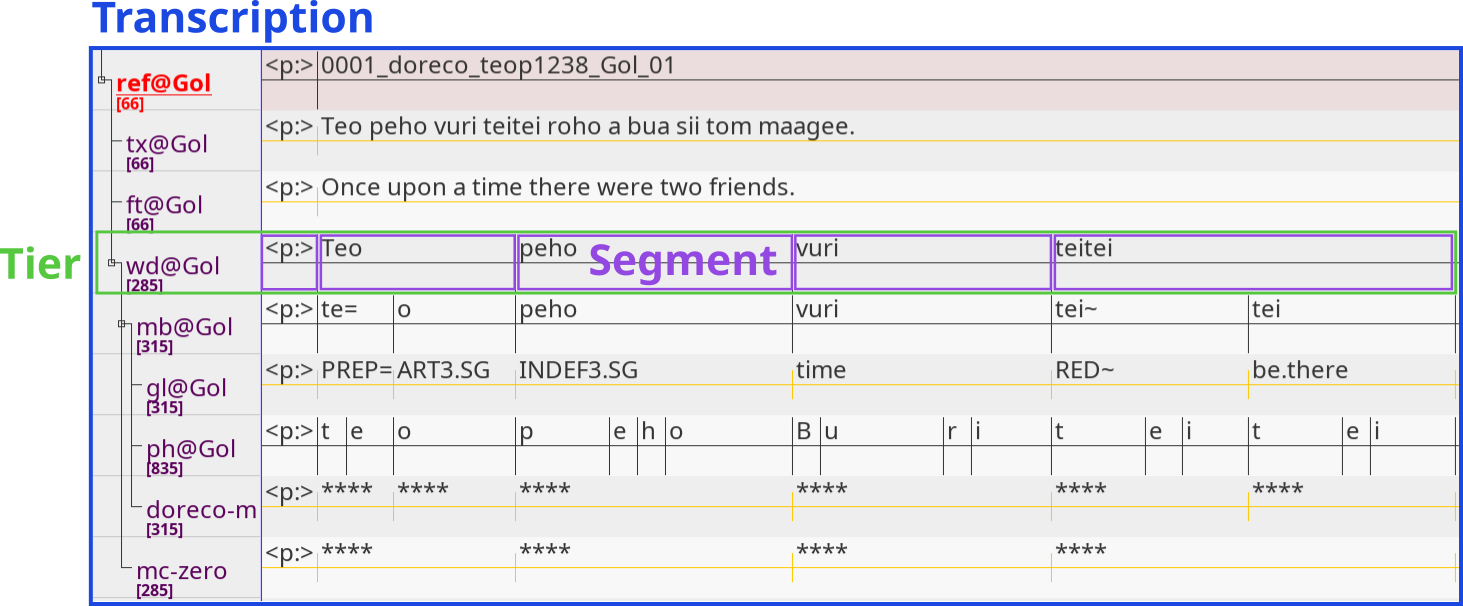 Transcription
<p:> 0001_doreco_teop1238_Gol_01
ref@Gol
[66]
<p:> Teo peho vuri teitei roho a bua sii tom maagee.
tx@Gol
[66]
<p:> Once upon a time there were two friends.
ft@Gol
[66]
<p:> Teo peho vuri teitei
Tier
Segment
wd@Gol
[285]
<p:> te= o peho vuri tei~ tei
mb@Gol
[315]
<p:> PREP= ART3.SG INDEF3.SG time RED~ be.there
gl@Gol
[315]
<p:> t e o p e h o B u r i t e i t e i
ph@Gol
[835]
<p:> **** **** **** **** **** ****
doreco-m
[315]
<p:> **** **** **** ****
mc-zero
[285]